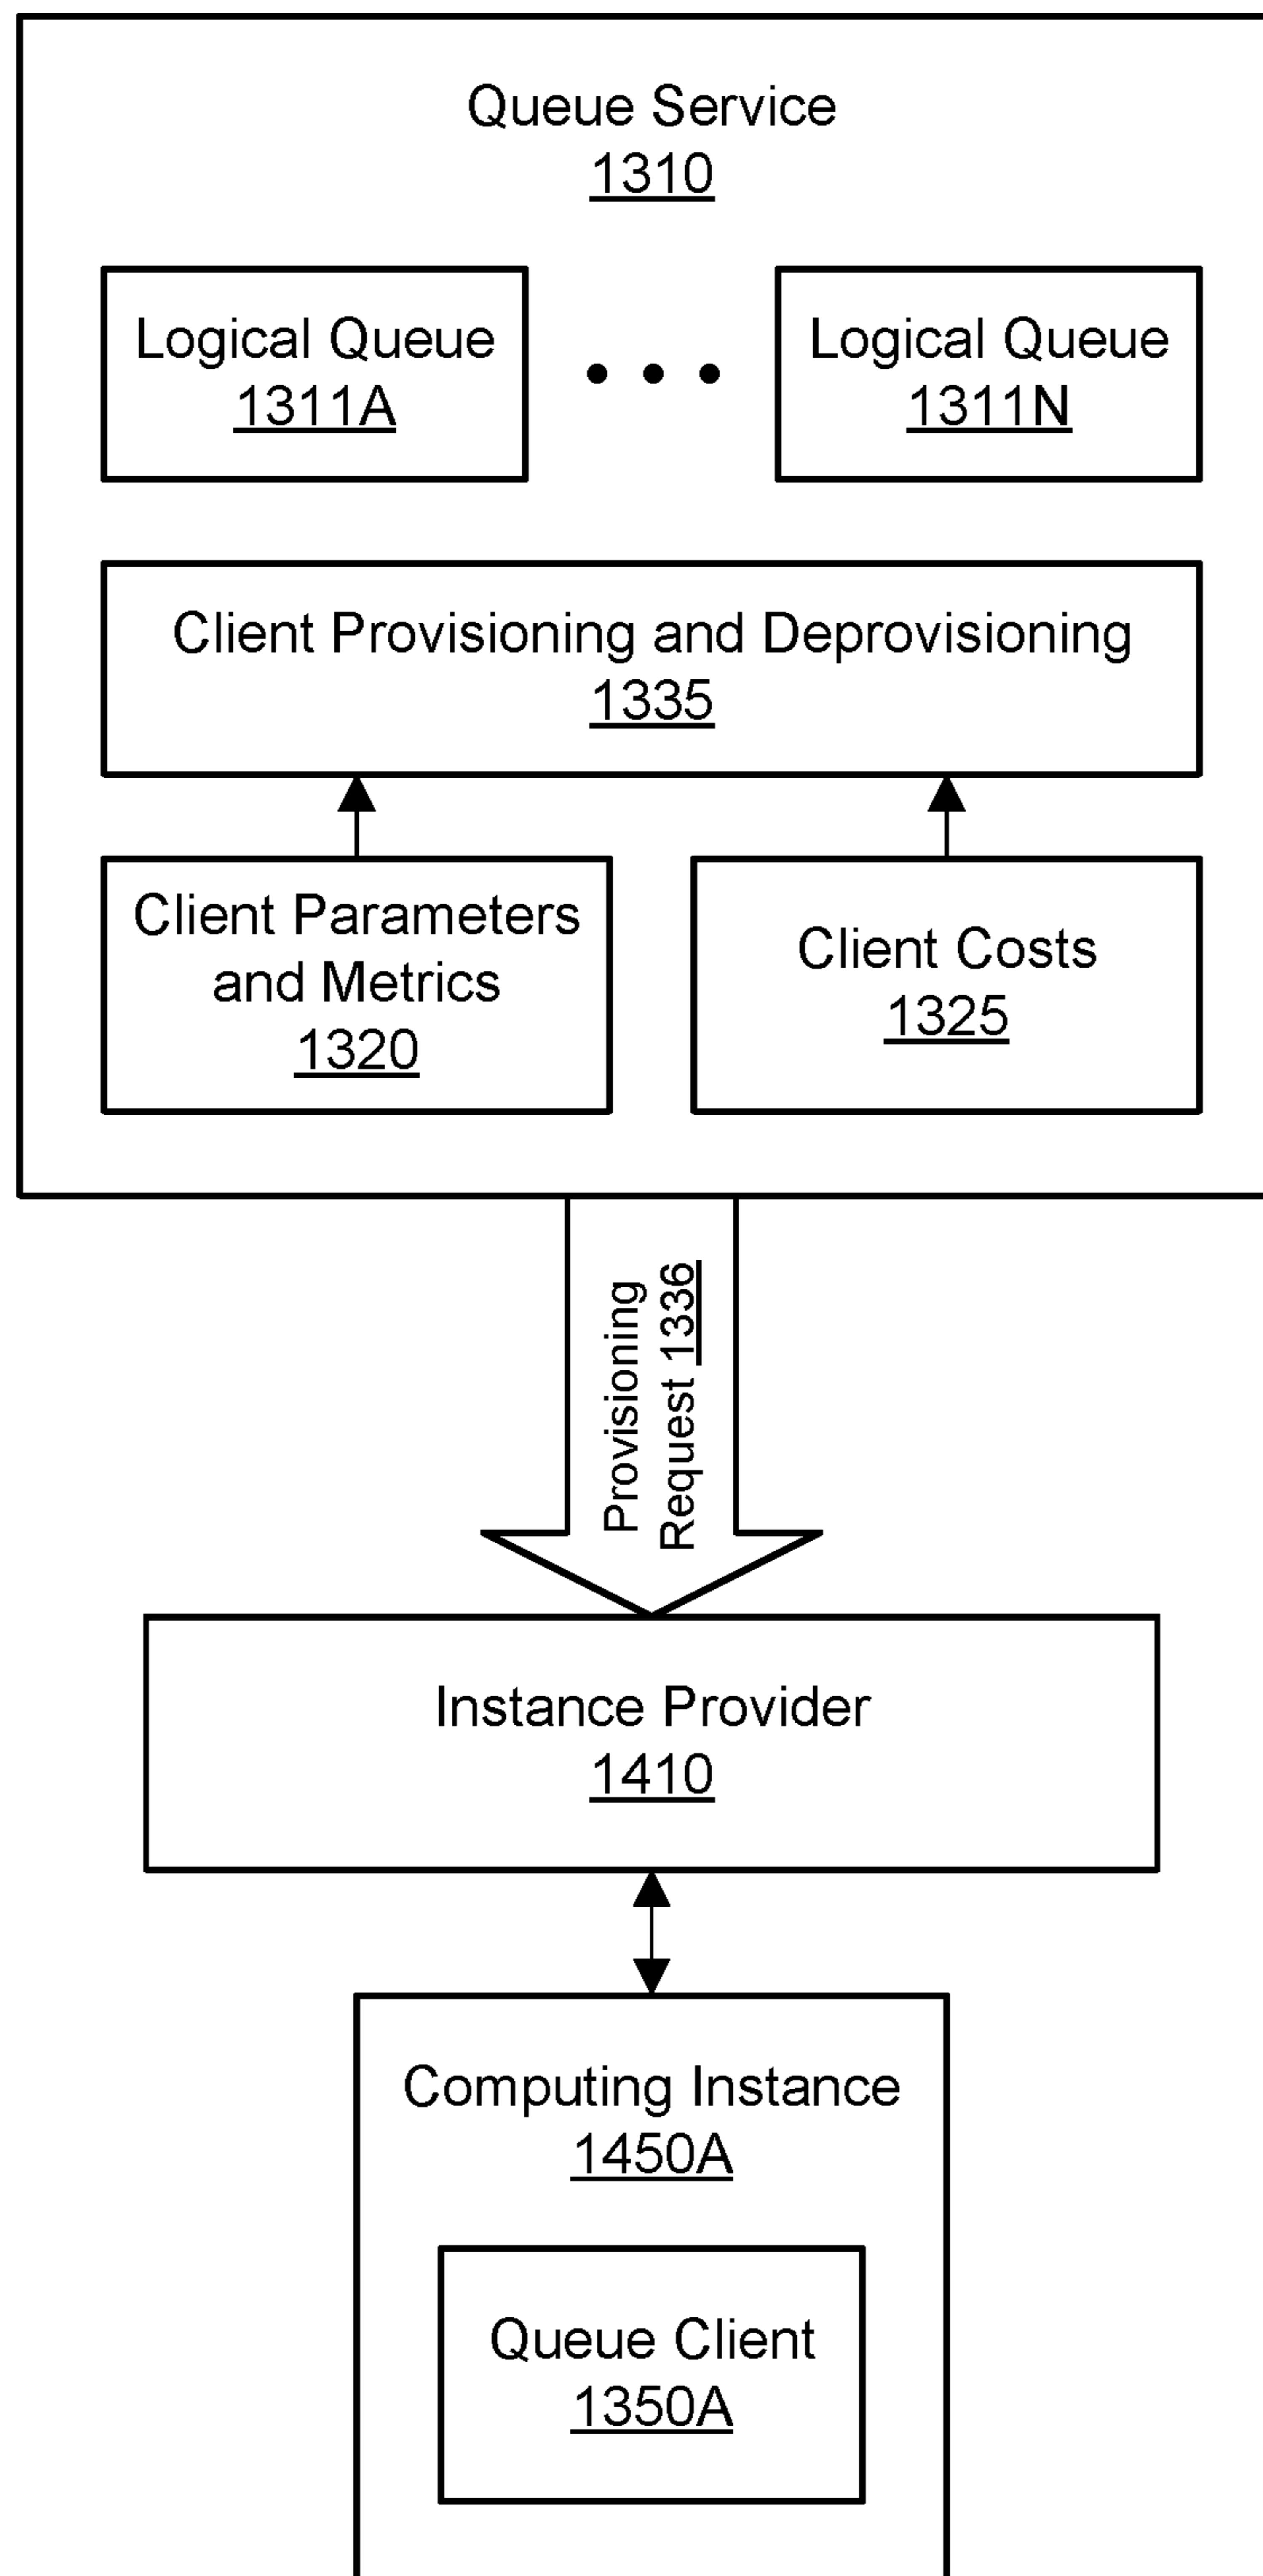 Queue Service
1310
Logical Queue
1311A
• • •
Logical Queue
1311N
Client Provisioning and Deprovisioning
1335
Client Parameters
and Metrics
1320
Client Costs
1325
Provisioning
Request 1336
Instance Provider
1410
Computing Instance
1450A
Queue Client
1350A